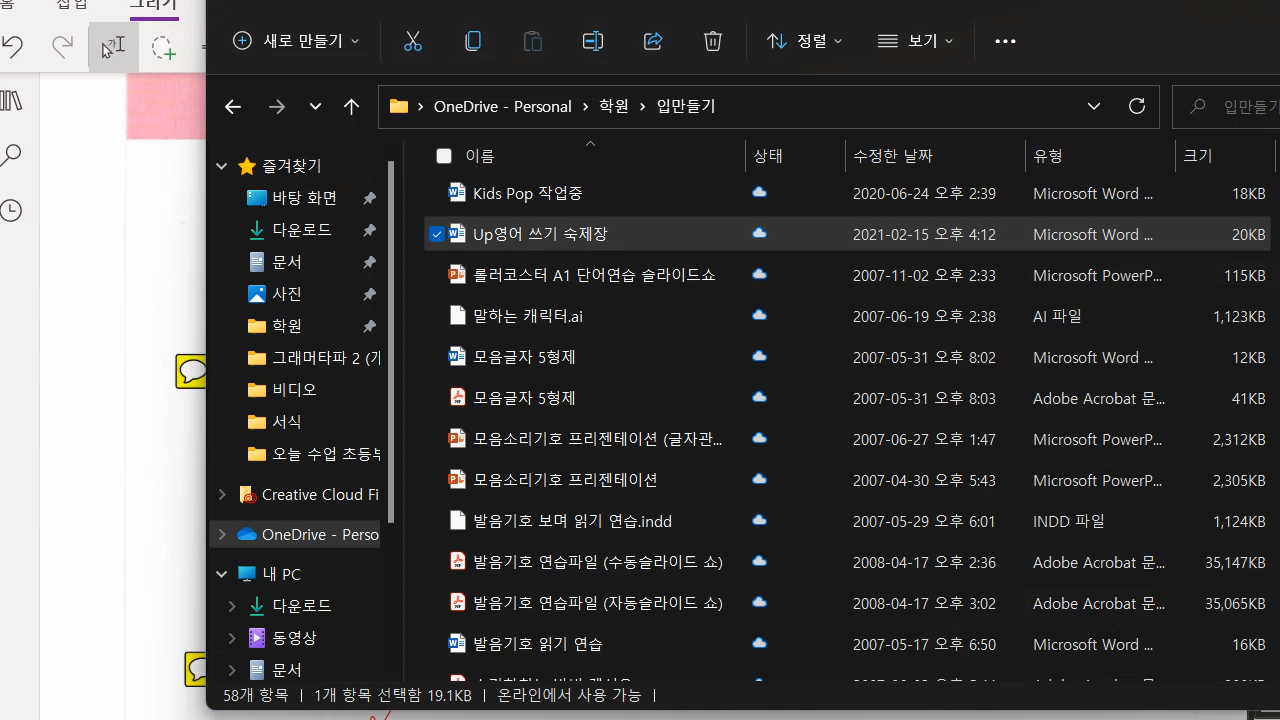 홈 삽입 그리기
새로 만들기 정렬 보기
OneDrive - Personal > 학원 > 입만들기
입만들기
이름 상태 수정한 날짜 유형 크기
Kids Pop 작업중 2020-06-24 오후 2:39 Microsoft Word ... 18KB
Up영어 쓰기 숙제장 2021-02-15 오후 4:12 Microsoft Word ... 20KB
롤러코스터 A1 단어연습 슬라이드쇼 2007-11-02 오후 2:33 Microsoft PowerP... 115KB
말하는 캐릭터.ai 2007-06-19 오후 2:38 AI 파일 1,123KB
모음글자 5형제 2007-05-31 오후 8:02 Microsoft Word ... 12KB
모음글자 5형제 2007-05-31 오후 8:03 Adobe Acrobat 문... 41KB
모음소리기호 프리젠테이션 (글자관... 2007-06-27 오후 1:47 Microsoft PowerP... 2,312KB
모음소리기호 프리젠테이션 2007-04-30 오후 5:43 Microsoft PowerP... 2,305KB
발음기호 보며 읽기 연습.indd 2007-05-29 오후 6:01 INDD 파일 1,124KB
발음기호 연습파일 (수동슬라이드 쇼) 2008-04-17 오후 2:36 Adobe Acrobat 문... 35,147KB
발음기호 연습파일 (자동슬라이드 쇼) 2008-04-17 오후 3:02 Adobe Acrobat 문... 35,065KB
발음기호 읽기 연습 2007-05-17 오후 6:50 Microsoft Word ... 16KB
즐겨찾기
바탕 화면
다운로드
문서
사진
학원
그래머타파 2 (개
비디오
서식
오늘 수업 초등부
Creative Cloud Fi
OneDrive - Perso
내 PC
다운로드
동영상
문서
58개 항목 | 1개 항목 선택함 19.1KB | 온라인에서 사용 가능 |